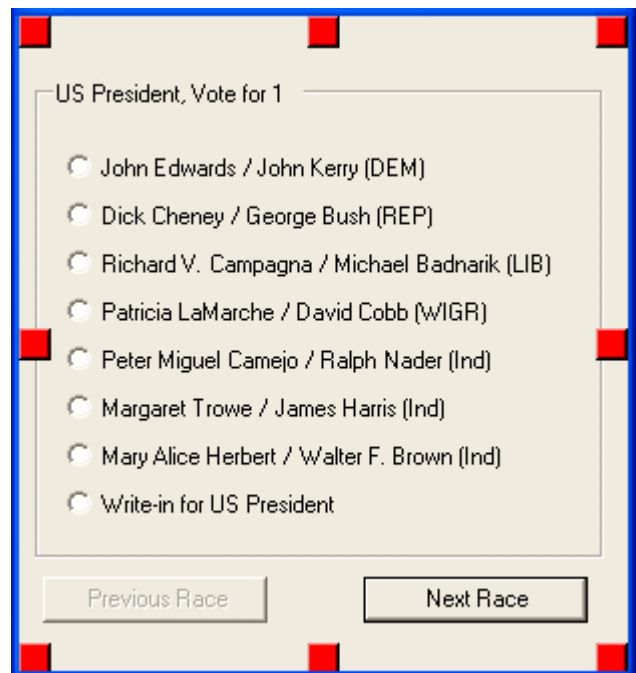 US President, Vote for 1
John Edwards / John Kerry (DEM)
Dick Cheney / George Bush (REP)
Richard V. Campagna / Michael Badnarik (LIB)
Patricia LaMarche / David Cobb (WIGR)
Peter Miguel Camejo / Ralph Nader (Ind)
Margaret Trowe / James Harris (Ind)
Mary Alice Herbert / Walter F. Brown (Ind)
Write-in for US President
Previous Race Next Race